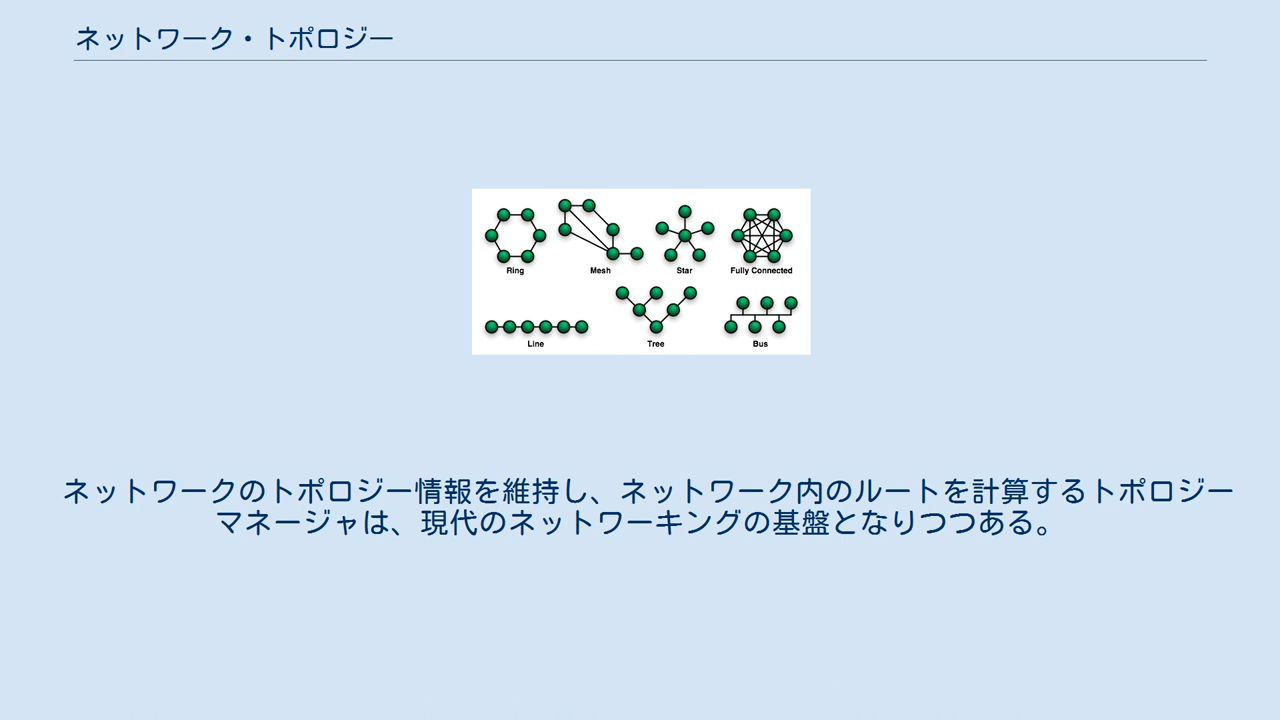 ネットワーク・トポロジー
Ring
Mesh
Star
Fully Connected
Line
Tree
Bus
ネットワークのトポロジー情報を維持し、ネットワーク内のルートを計算するトポロジー
マネージャは、現代のネットワーキングの基盤となりつつある。